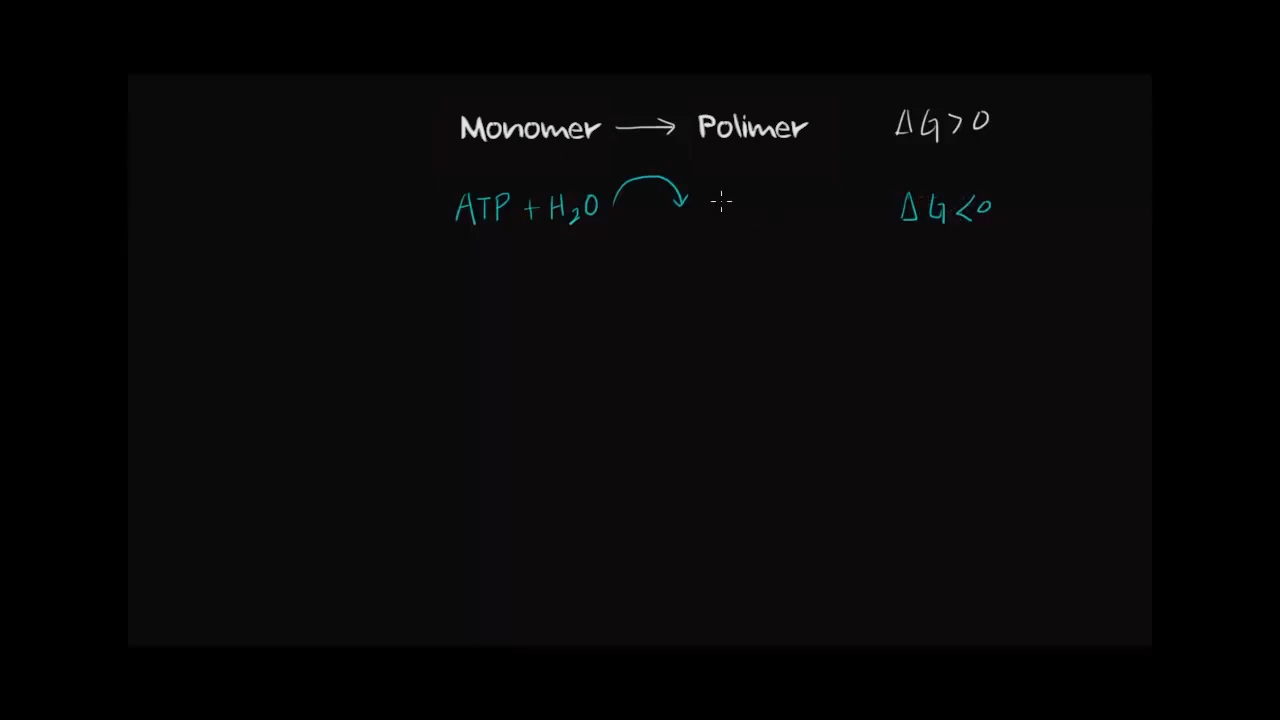 Monomer → Polimer ΔG>0
ATP + H₂O ΔG<0